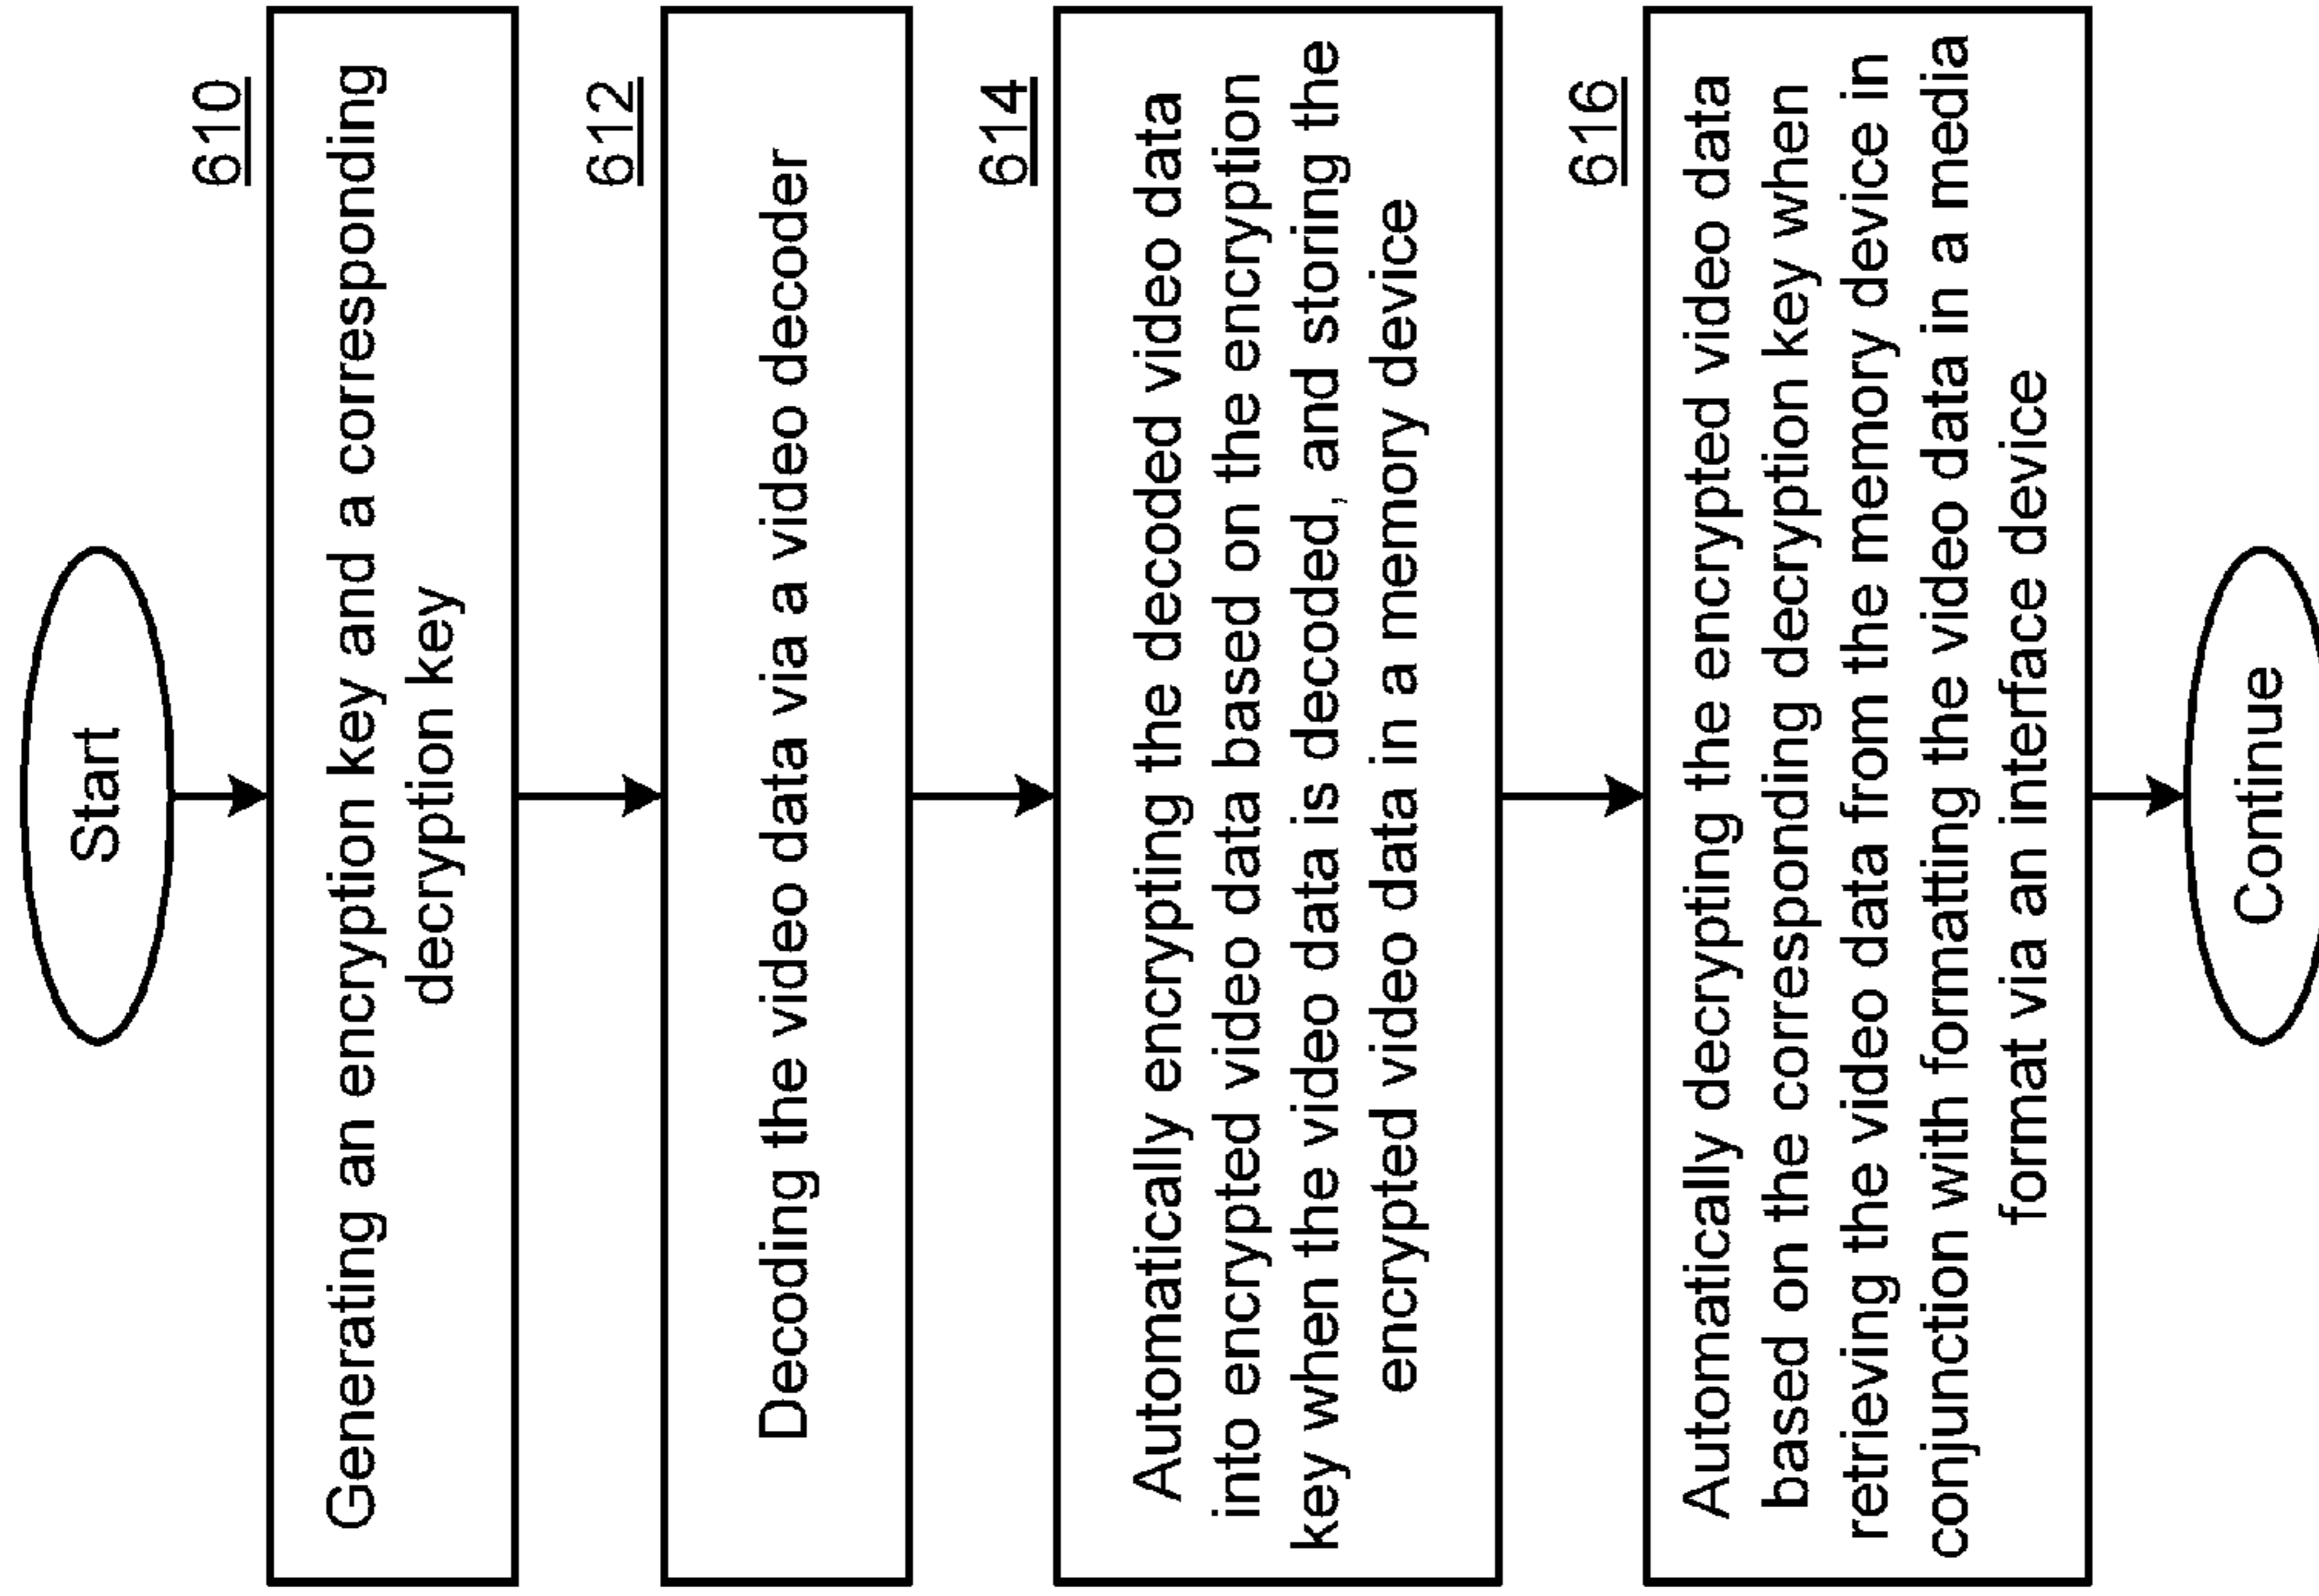 Start
610
Generating an encryption key and a corresponding
decryption key
612
Decoding the video data via a video decoder
614
Automatically encrypting the decoded video data
into encrypted video data based on the encryption
key when the video data is decoded, and storing the
encrypted video data in a memory device
616
Automatically decrypting the encrypted video data
based on the corresponding decryption key when
retrieving the video data from the memory device in
conjunction with formatting the video data in a media
format via an interface device
Continue